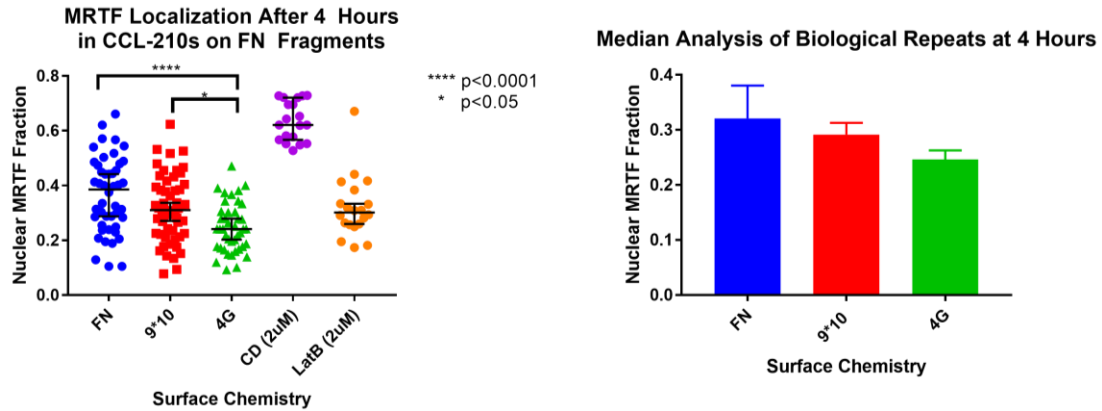 MRTF Localization After 4 Hours
in CCL-210s on FN Fragments
Nuclear MRTF Fraction
0.8
0.6
0.4
0.2
0.0
****
*
**** p<0.0001
* p<0.05
FN
9*10
4G
CD (2uM)
LatB (2uM)
Surface Chemistry
Median Analysis of Biological Repeats at 4 Hours
Nuclear MRTF Fraction
0.4
0.3
0.2
0.1
0.0
FN
9*10
4G
Surface Chemistry